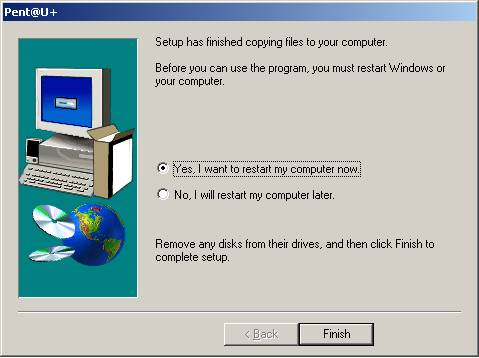 Pent@U+
Setup has finished copying files to your computer.
Before you can use the program, you must restart Windows or
your computer.
Yes, I want to restart my computer now.
No, I will restart my computer later.
Remove any disks from their drives, and then click Finish to
complete setup.
< Back
Finish